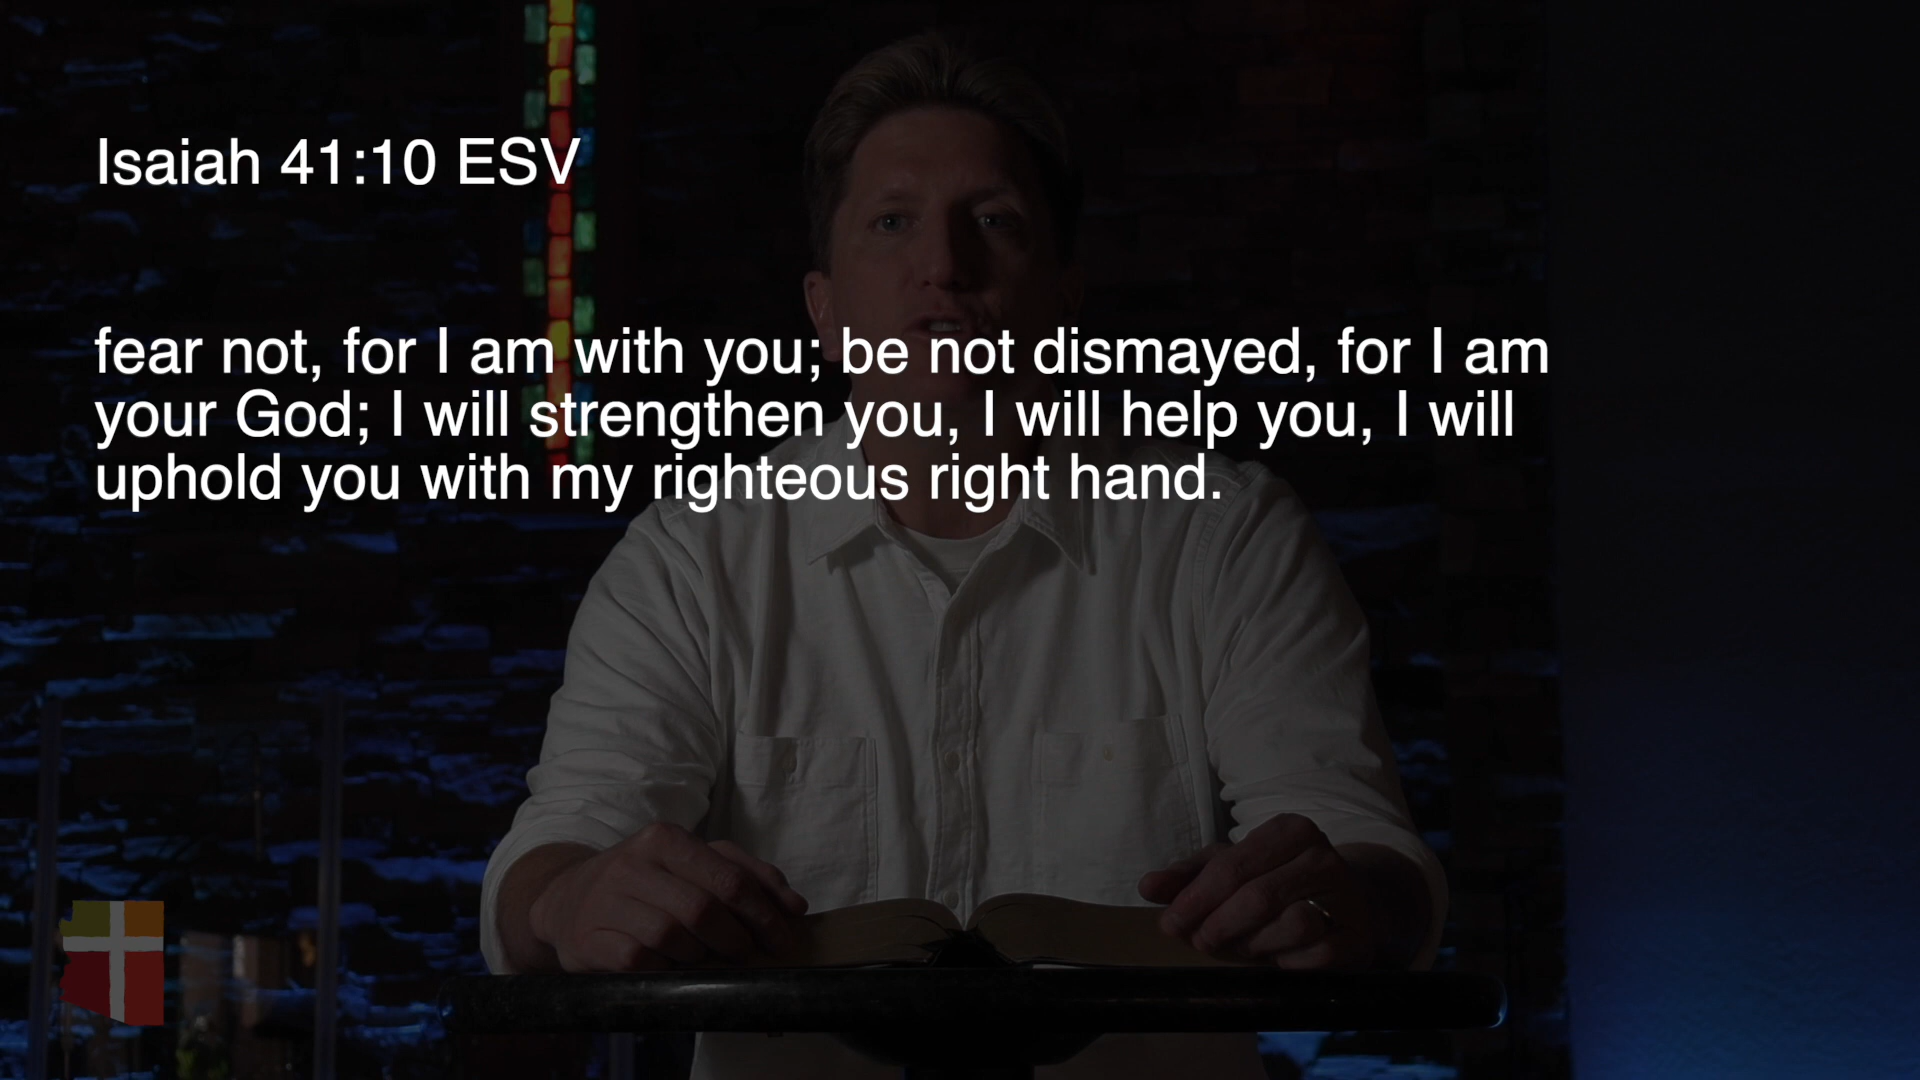 Isaiah 41:10 ESV
fear not, for I am with you; be not dismayed, for I am
your God; I will strengthen you, I will help you, I will
uphold you with my righteous right hand.